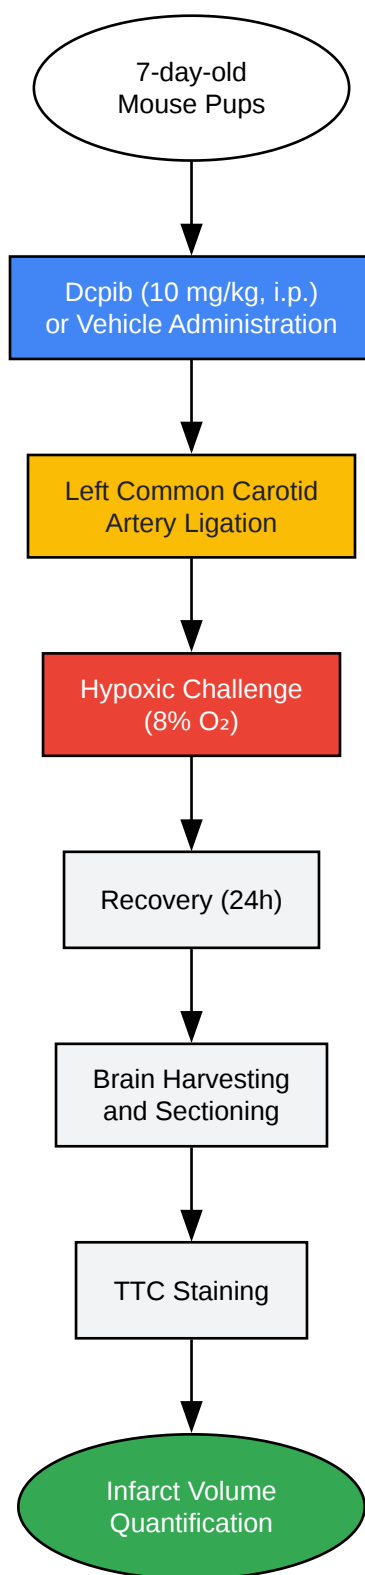 7-day-old
Mouse Pups
Dcpib (10 mg/kg, i.p.)
or Vehicle Administration
Left Common Carotid
Artery Ligation
Hypoxic Challenge
(8% O₂)
Recovery (24h)
Brain Harvesting
and Sectioning
TTC Staining
Infarct Volume
Quantification